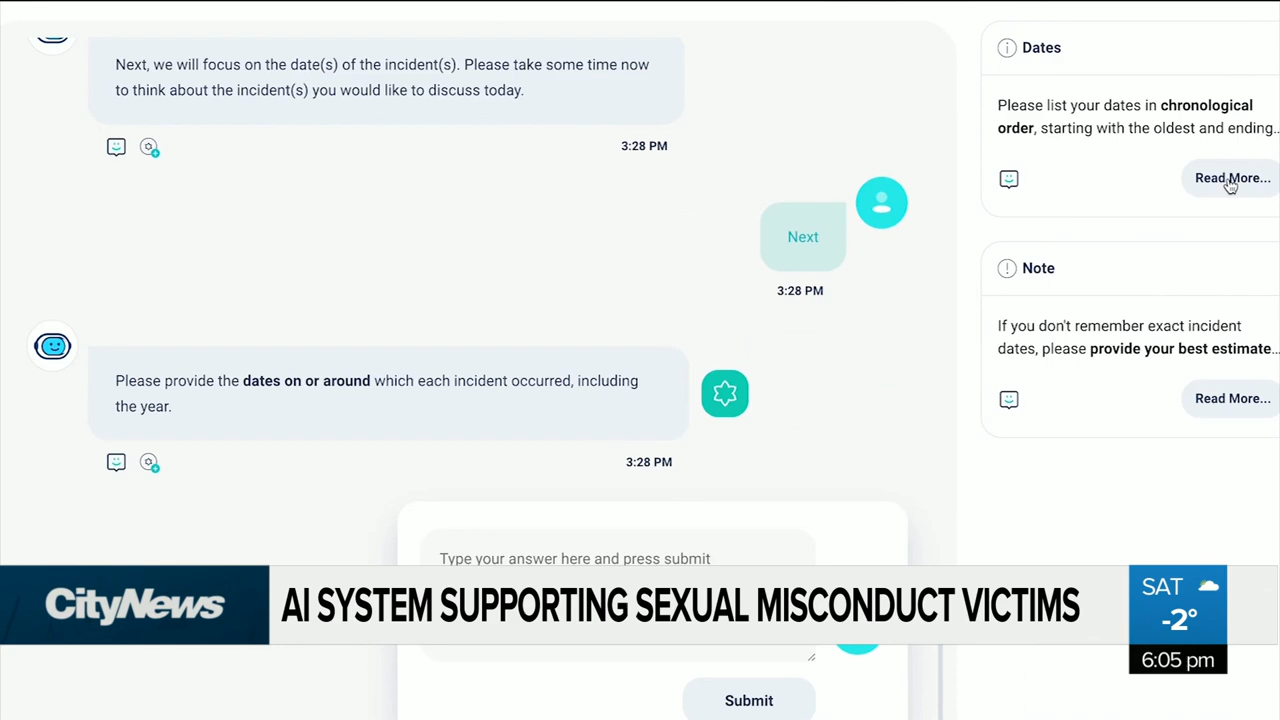 Next, we will focus on the date(s) of the incident(s). Please take some time now
to think about the incident(s) you would like to discuss today.
3:28 PM
Next
3:28 PM
Please provide the dates on or around which each incident occurred, including
the year.
3:28 PM
Type your answer here and press submit
Submit
Dates
Please list your dates in chronological
order, starting with the oldest and ending...
Read More...
Note
If you don't remember exact incident
dates, please provide your best estimate...
Read More...
CityNews
AI SYSTEM SUPPORTING SEXUAL MISCONDUCT VICTIMS
SAT
-2°
6:05 pm